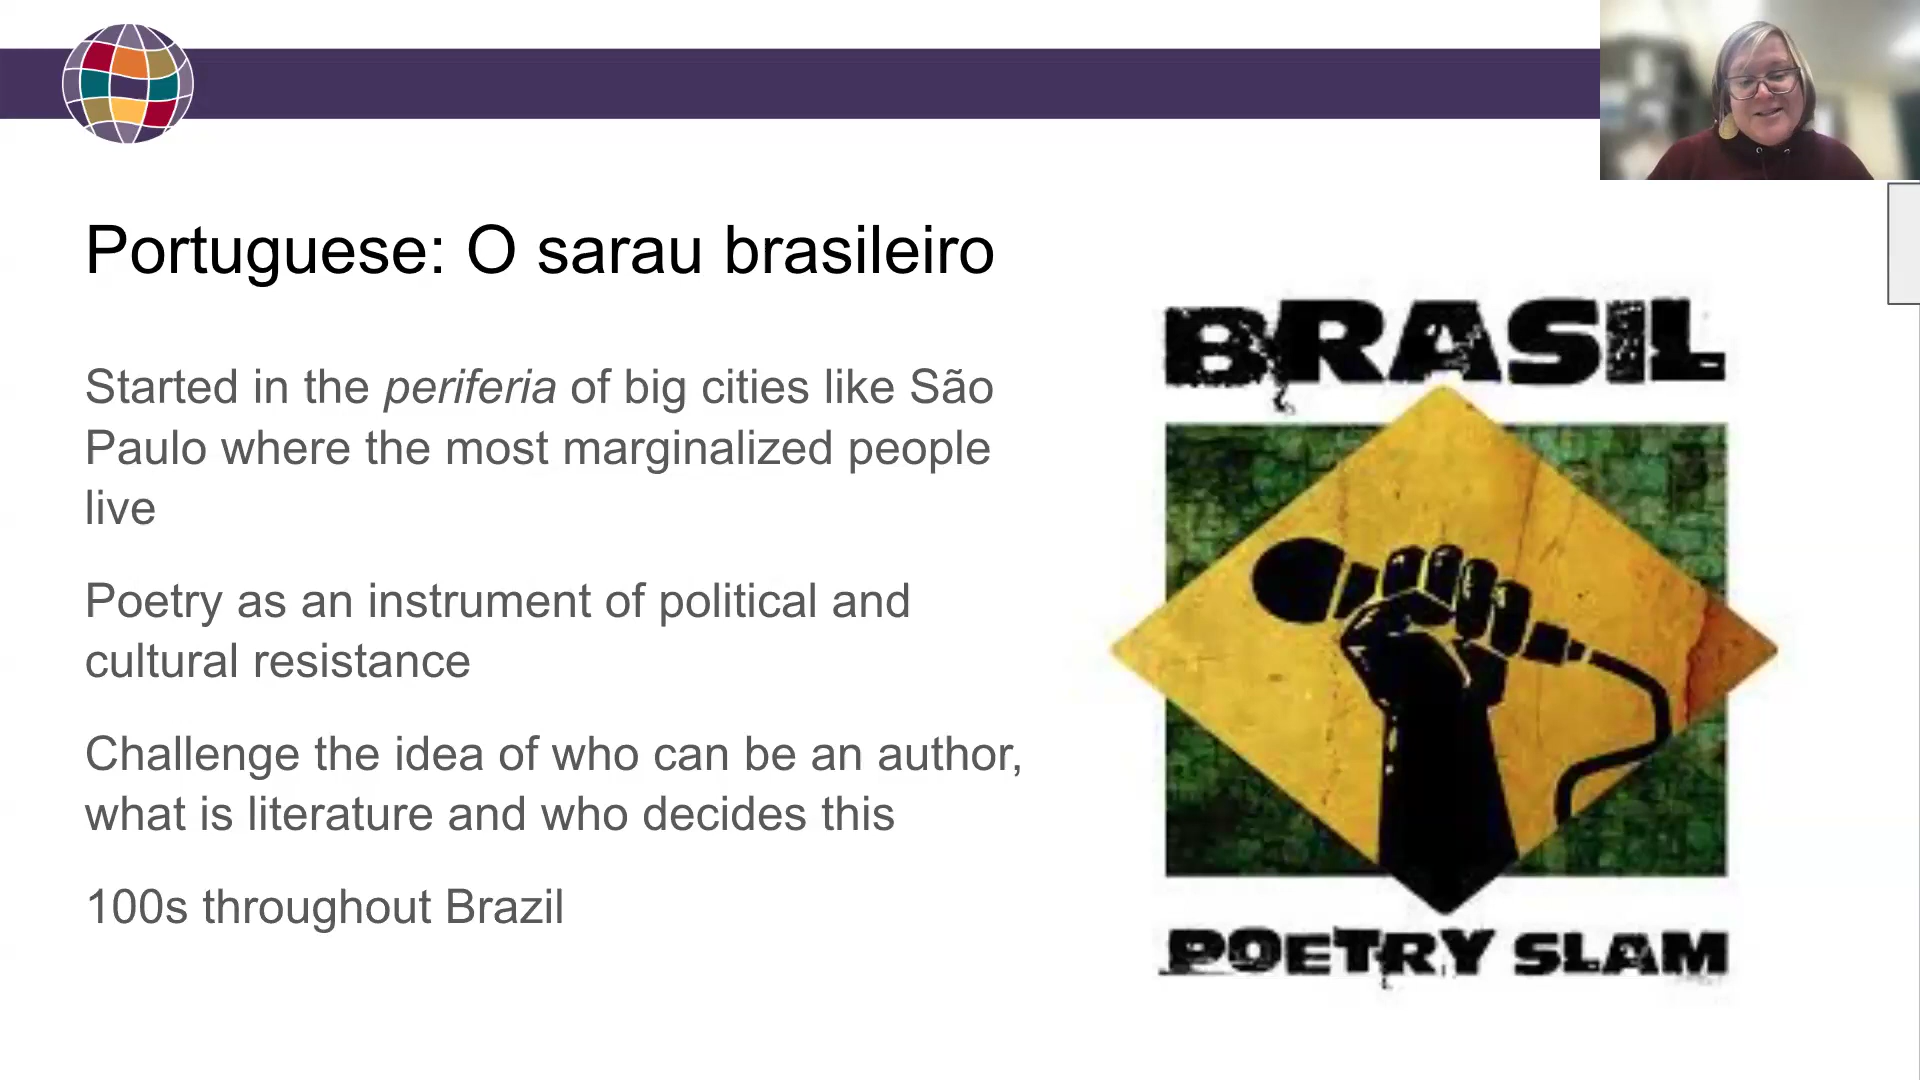 Portuguese: O sarau brasileiro
Started in the periferia of big cities like São
Paulo where the most marginalized people
live
Poetry as an instrument of political and
cultural resistance
Challenge the idea of who can be an author,
what is literature and who decides this
100s throughout Brazil
BRASIL
POETRY SLAM